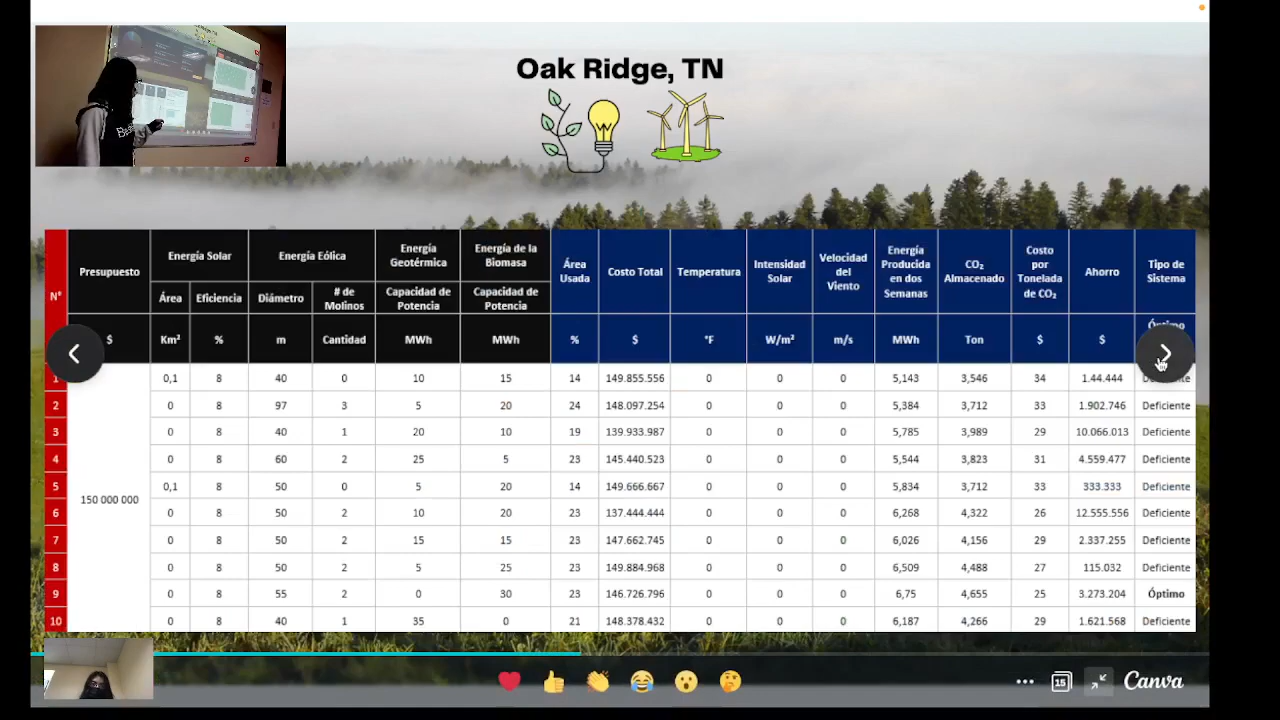 Oak Ridge, TN
N° Presupuesto Energía Solar Energía Eólica Energía Geotérmica Energía de la Biomasa Área Usada Costo Total Temperatura Intensidad Solar Velocidad del Viento Energía Producida en dos Semanas CO₂ Almacenado Costo por Tonelada de CO₂ Ahorro Tipo de Sistema
Área Eficiencia Diámetro # de Molinos Capacidad de Potencia Capacidad de Potencia
$ Km² % m Cantidad MWh MWh % $ °F W/m² m/s MWh Ton $ $ Óptimo
1 0,1 8 40 0 10 15 14 149.855.556 0 0 0 5,143 3,546 34 1.44.444
2 0 8 97 3 5 20 24 148.097.254 0 0 0 5,384 3,712 33 1.902.746 Deficiente
3 0 8 40 1 20 10 19 139.933.987 0 0 0 5,785 3,989 29 10.066.013 Deficiente
4 0 8 60 2 25 5 23 145.440.523 0 0 0 5,544 3,823 31 4.559.477 Deficiente
150 000 000
5 0,1 8 50 0 5 20 14 149.666.667 0 0 0 5,834 3,712 33 333.333 Deficiente
6 0 8 50 2 10 20 23 137.444.444 0 0 0 6,268 4,322 26 12.555.556 Deficiente
7 0 8 50 2 15 15 23 147.662.745 0 0 0 6,026 4,156 29 2.337.255 Deficiente
8 0 8 50 2 5 25 23 149.884.968 0 0 0 6,509 4,488 27 115.032 Deficiente
9 0 8 55 2 0 30 23 146.726.796 0 0 0 6,75 4,655 25 3.273.204 Óptimo
10 0 8 40 1 35 0 21 148.378.432 0 0 0 6,187 4,266 29 1.621.568 Deficiente
15
Canva